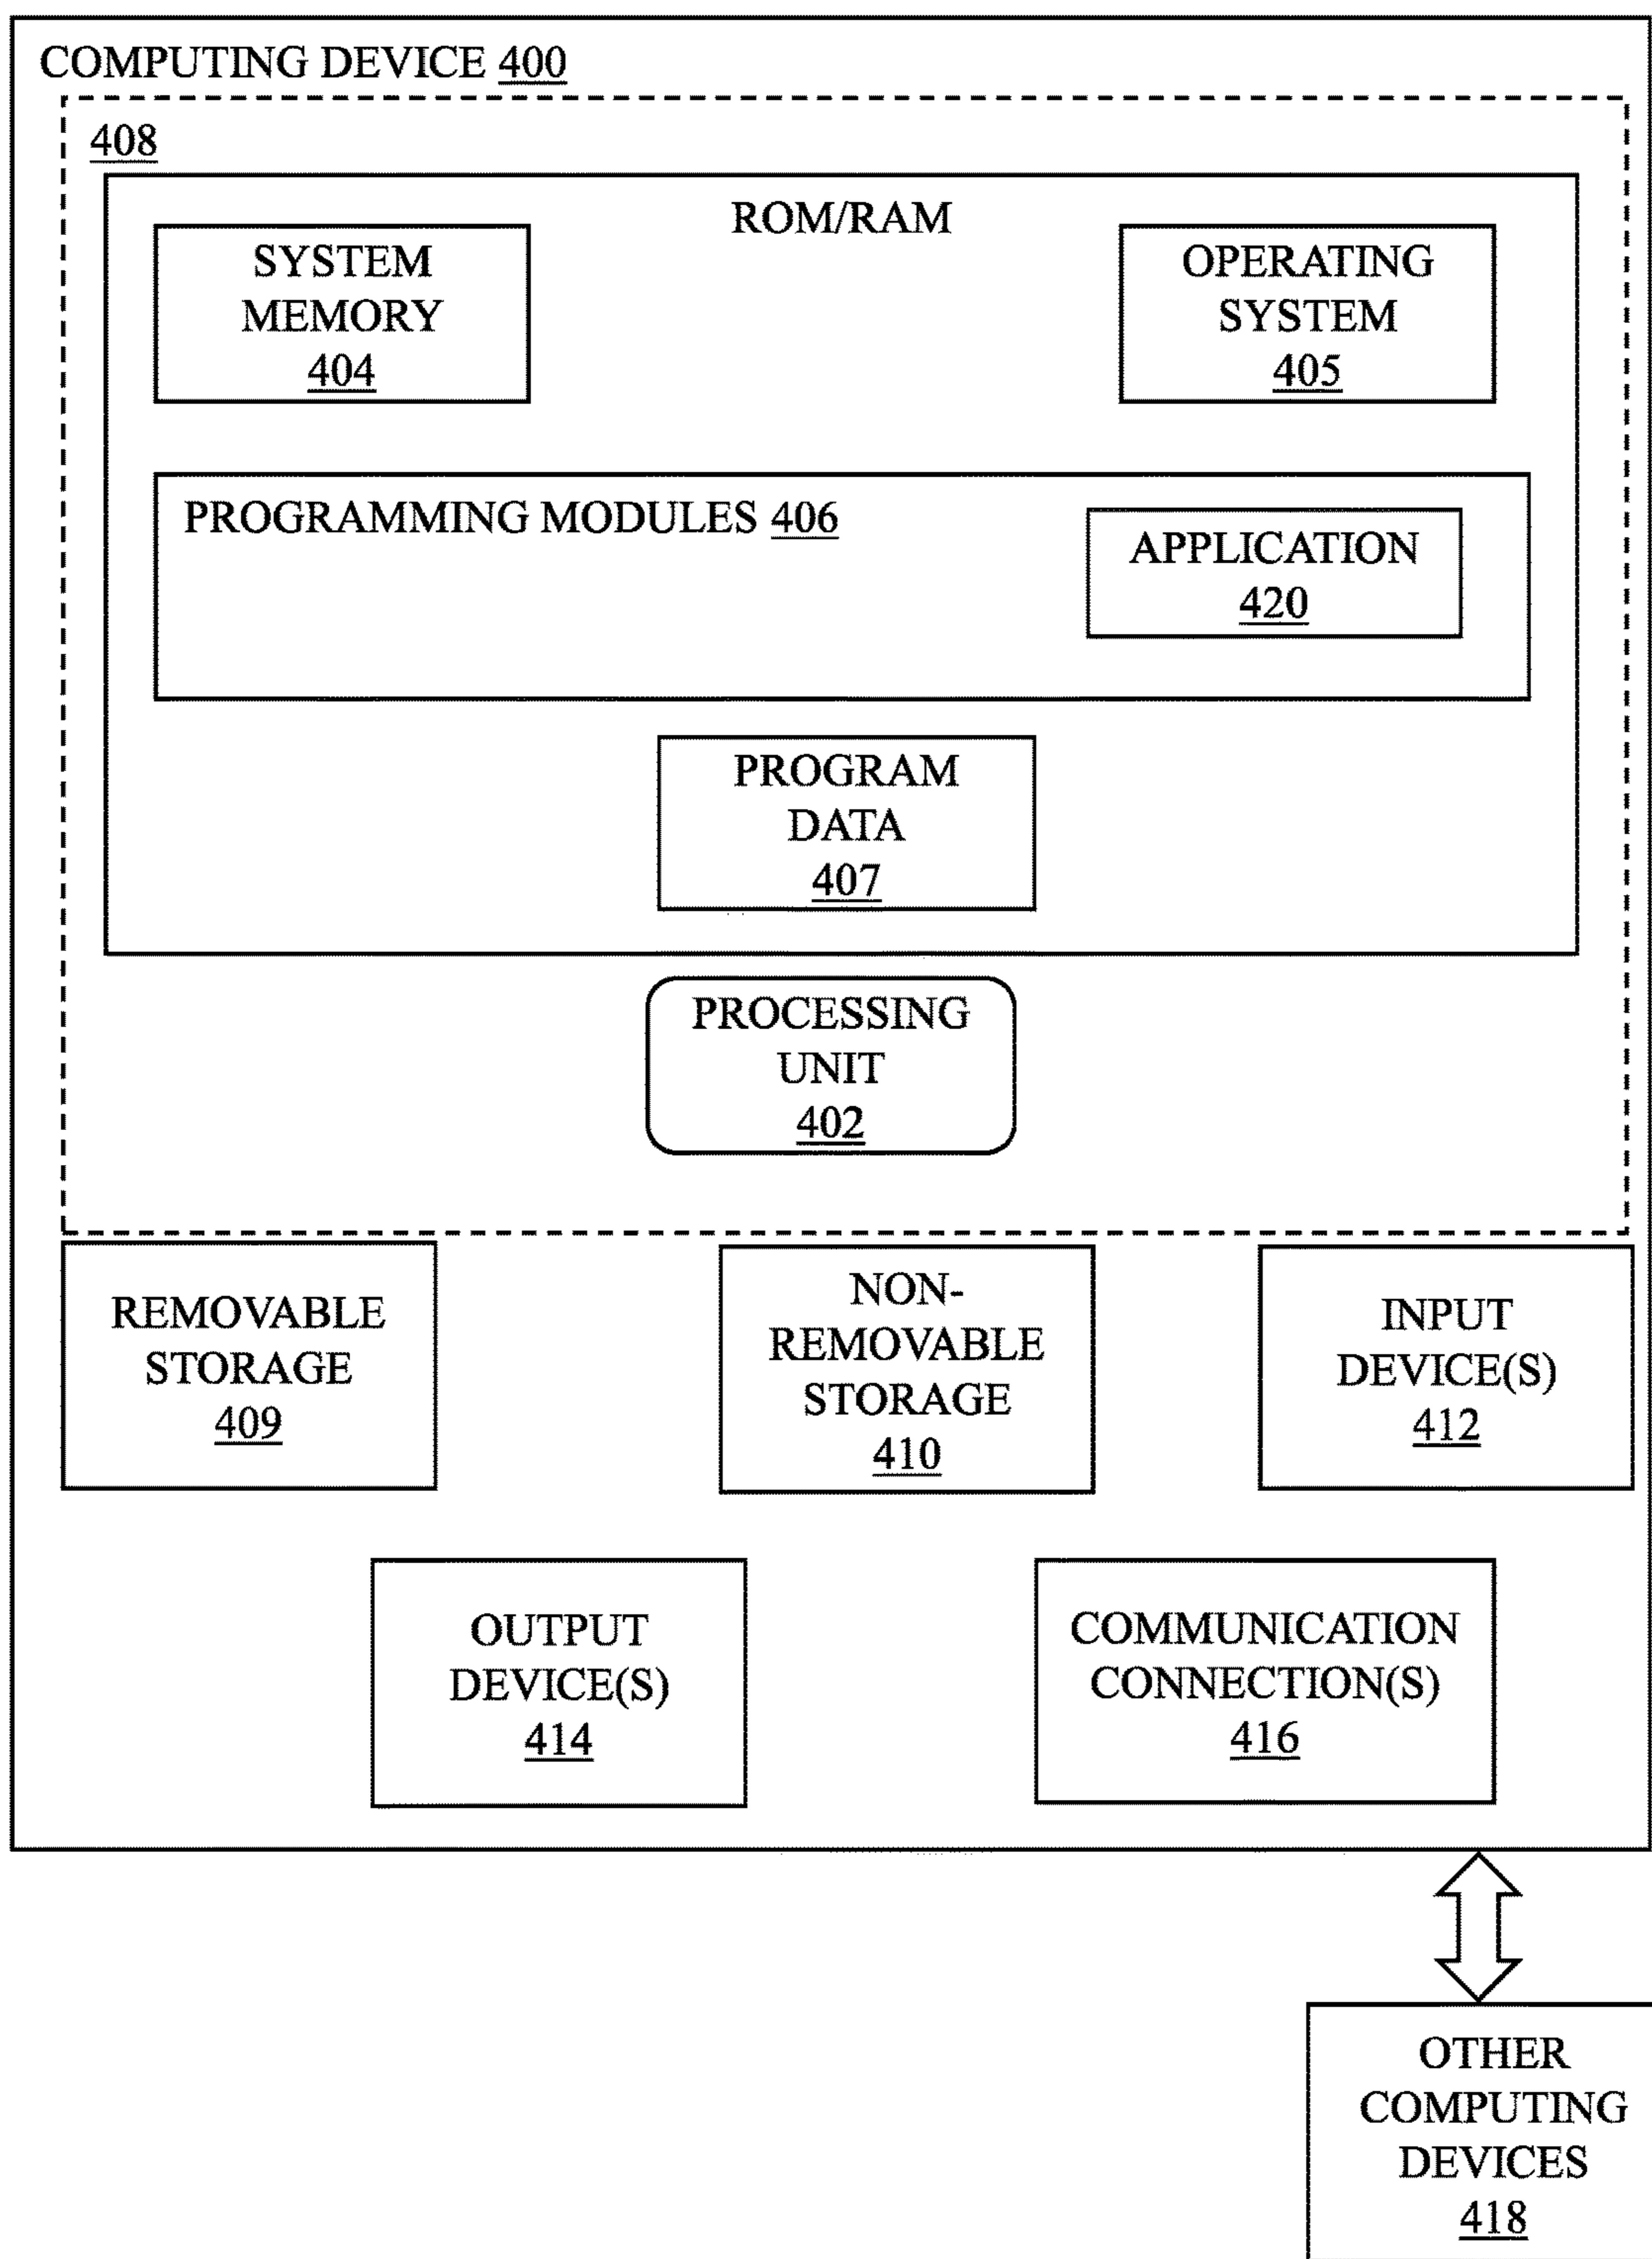 COMPUTING DEVICE 400
408
ROM/RAM
SYSTEM
MEMORY
404
OPERATING
SYSTEM
405
PROGRAMMING MODULES 406
APPLICATION
420
PROGRAM
DATA
407
PROCESSING
UNIT
402
REMOVABLE
STORAGE
409
NON-
REMOVABLE
STORAGE
410
INPUT
DEVICE(S)
412
OUTPUT
DEVICE(S)
414
COMMUNICATION
CONNECTION(S)
416
OTHER
COMPUTING
DEVICES
418